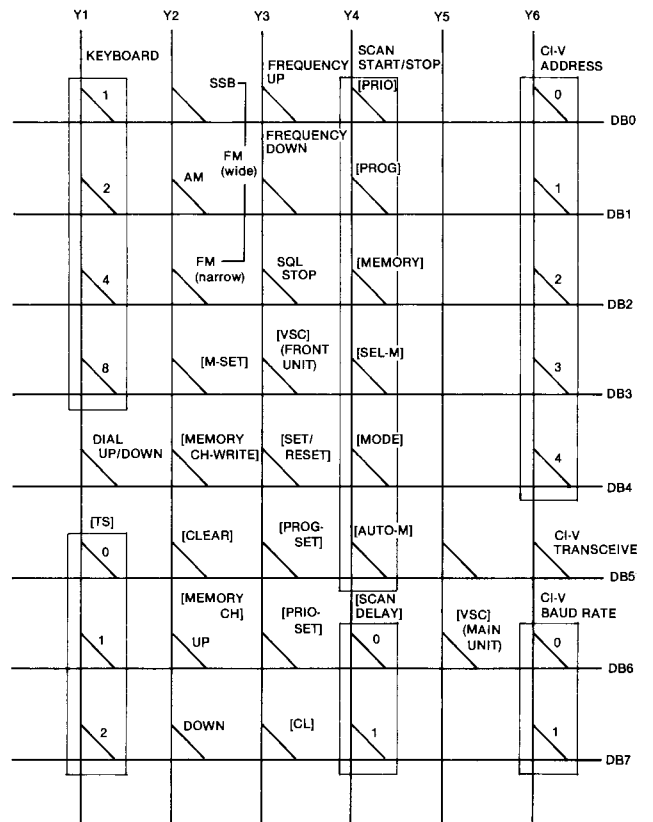 Y1 Y2 Y3 Y4 Y5 Y6
KEYBOARD
SSB
FREQUENCY
UP
SCAN
START/STOP
[PRIO]
CI-V
ADDRESS
1
0
DB0
FREQUENCY
DOWN
FM
(wide)
AM
[PROG]
2
1
DB1
FM
(narrow)
SQL
STOP
[MEMORY]
4
2
DB2
[M-SET]
[VSC]
(FRONT
UNIT)
[SEL-M]
8
3
DB3
DIAL
UP/DOWN
[MEMORY
CH-WRITE]
[SET/
RESET]
[MODE]
4
DB4
[TS]
0
[CLEAR]
[PROG-
SET]
[AUTO-M]
CI-V
TRANSCEIVE
DB5
1
[MEMORY
CH]
UP
[PRIO-
SET]
[SCAN
DELAY]
0
[VSC]
(MAIN
UNIT)
CI-V
BAUD RATE
0
DB6
2
DOWN
[CL]
1
1
DB7